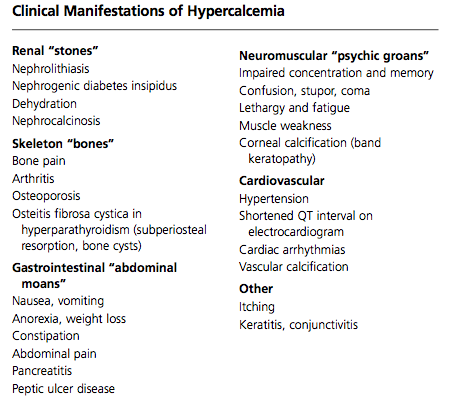 Clinical Manifestations of Hypercalcemia
Renal “stones”
Nephrolithiasis
Nephrogenic diabetes insipidus
Dehydration
Nephrocalcinosis
Skeleton “bones”
Bone pain
Arthritis
Osteoporosis
Osteitis fibrosa cystica in
hyperparathyroidism (subperiosteal
resorption, bone cysts)
Gastrointestinal “abdominal
moans”
Nausea, vomiting
Anorexia, weight loss
Constipation
Abdominal pain
Pancreatitis
Peptic ulcer disease
Neuromuscular “psychic groans”
Impaired concentration and memory
Confusion, stupor, coma
Lethargy and fatigue
Muscle weakness
Corneal calcification (band
keratopathy)
Cardiovascular
Hypertension
Shortened QT interval on
electrocardiogram
Cardiac arrhythmias
Vascular calcification
Other
Itching
Keratitis, conjunctivitis